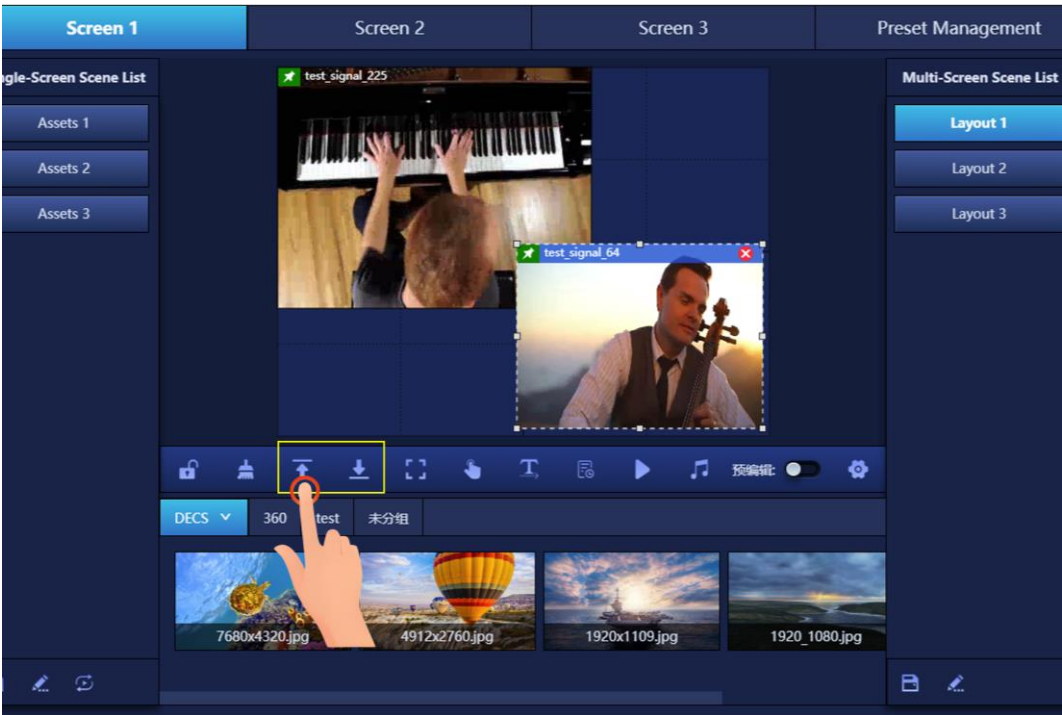 Screen 1
Screen 2
Screen 3
Preset Management
ngle-Screen Scene List
Assets 1
Assets 2
Assets 3
test_signal_225
test_signal_64
Multi-Screen Scene List
Layout 1
Layout 2
Layout 3
预编辑:
DECS
360
test
未分组
7680x4320.jpg
4912x2760.jpg
1920x1109.jpg
1920_1080.jpg